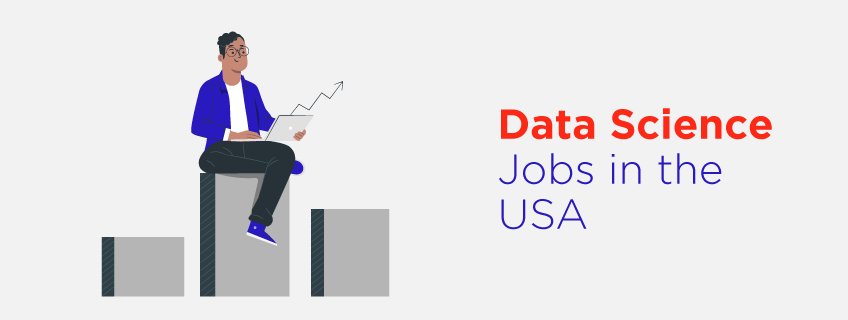 Data Science
Jobs in the
USA